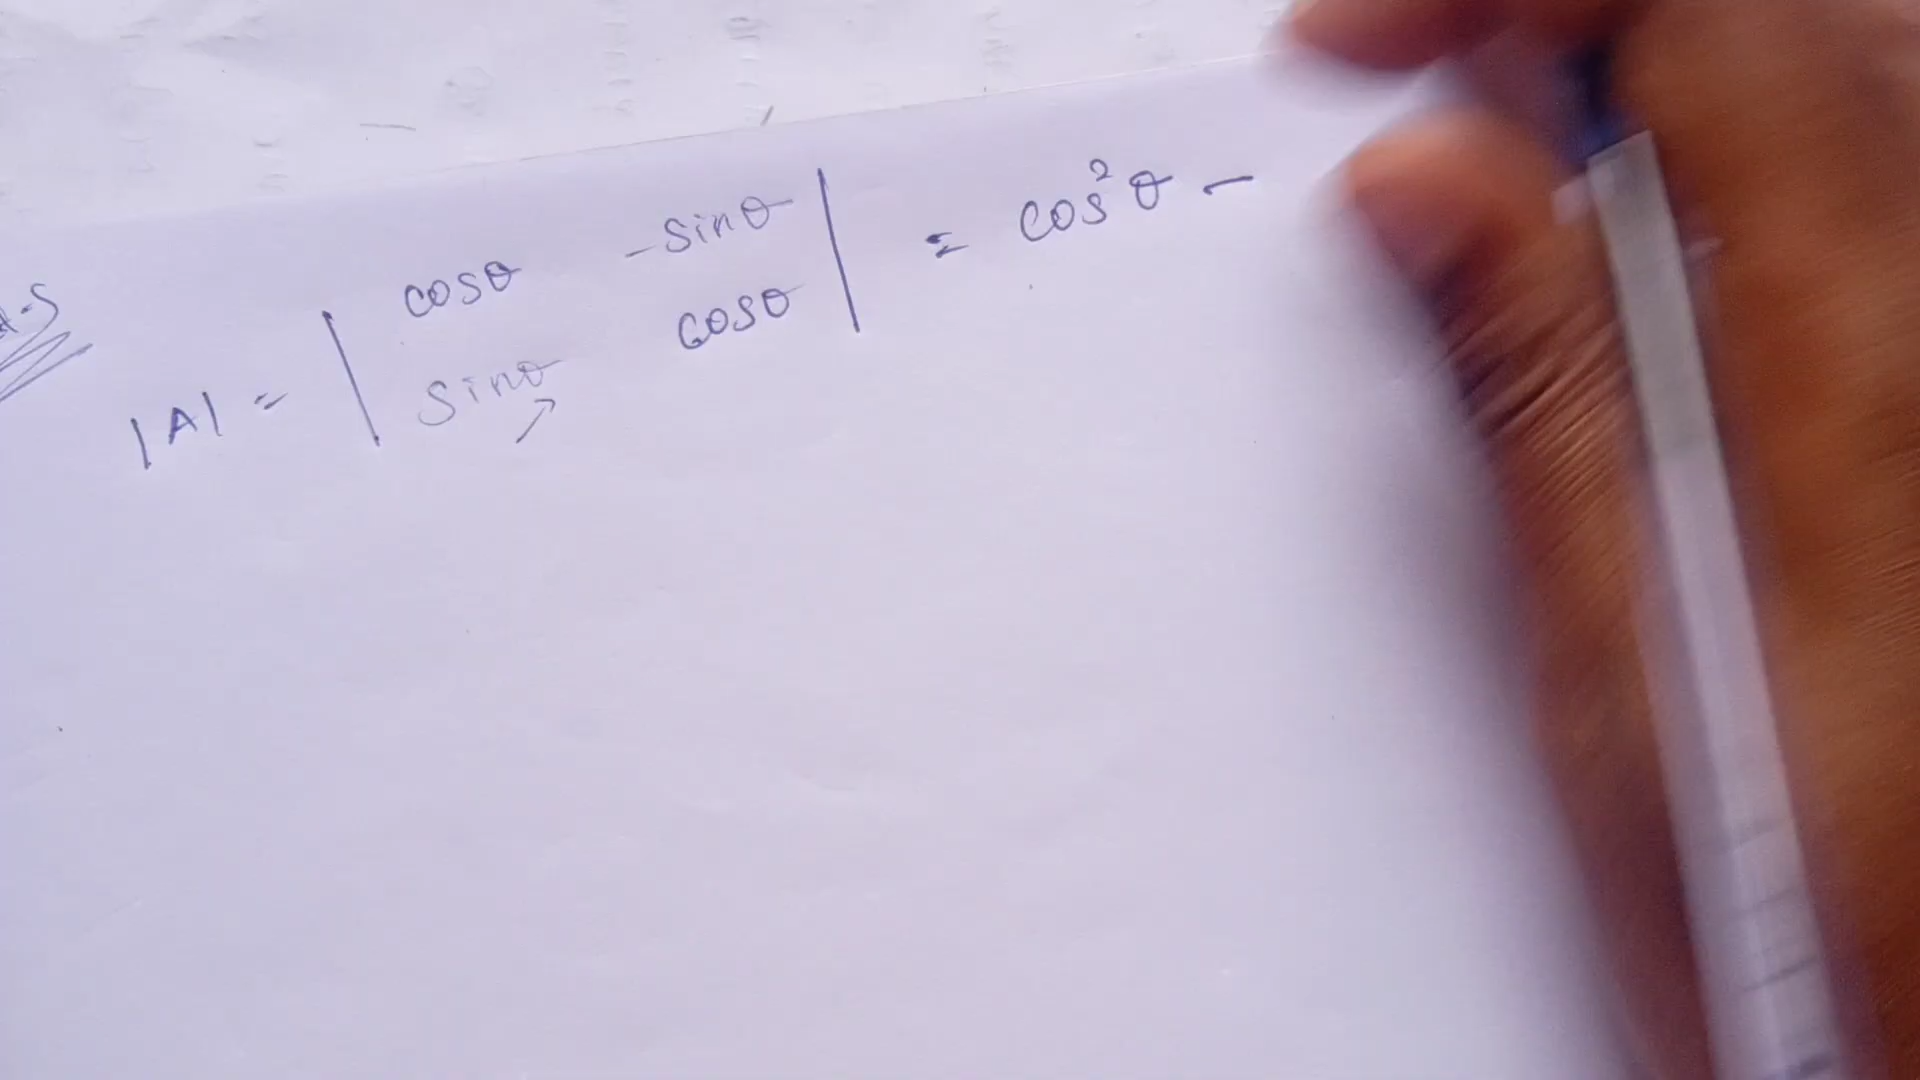 cosθ -sinθ = cos²θ -
|A| = sinθ cosθ